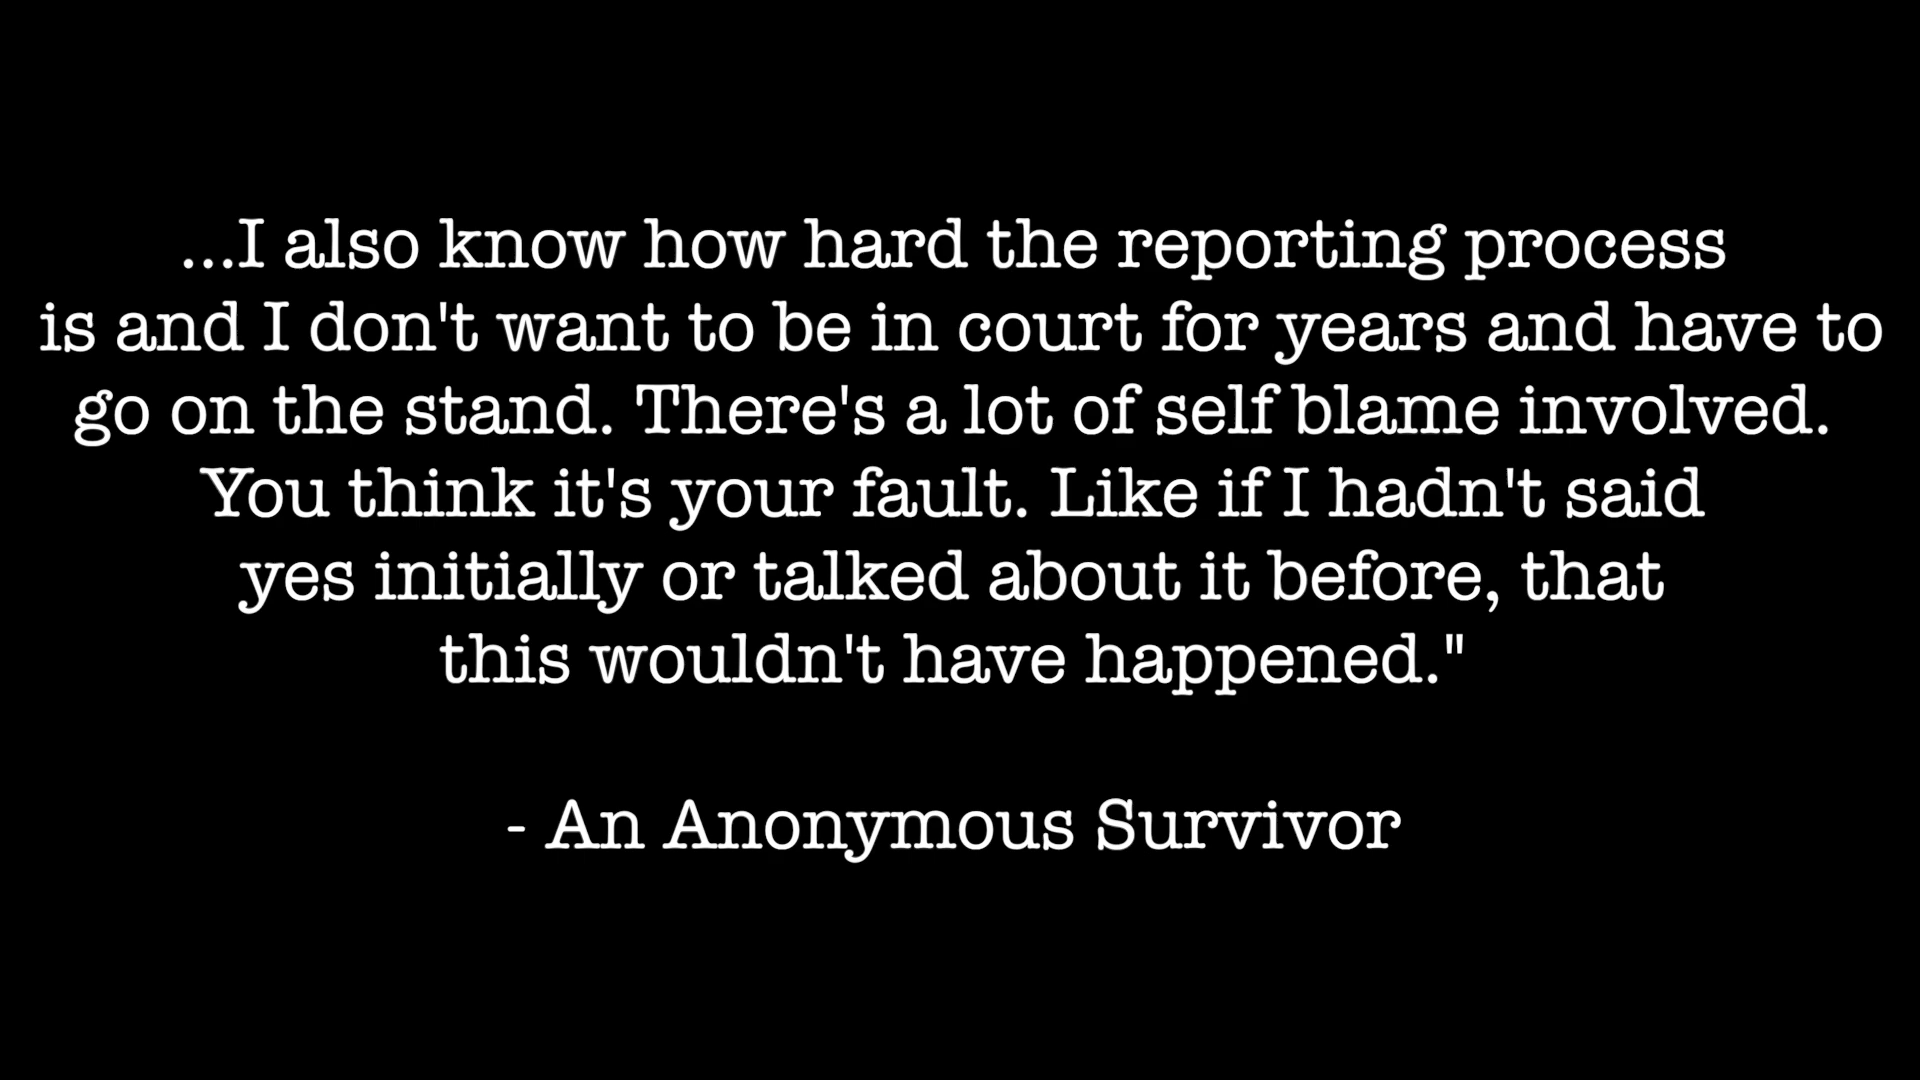 ...I also know how hard the reporting process
is and I don't want to be in court for years and have to
go on the stand. There's a lot of self blame involved.
You think it's your fault. Like if I hadn't said
yes initially or talked about it before, that
this wouldn't have happened."
- An Anonymous Survivor